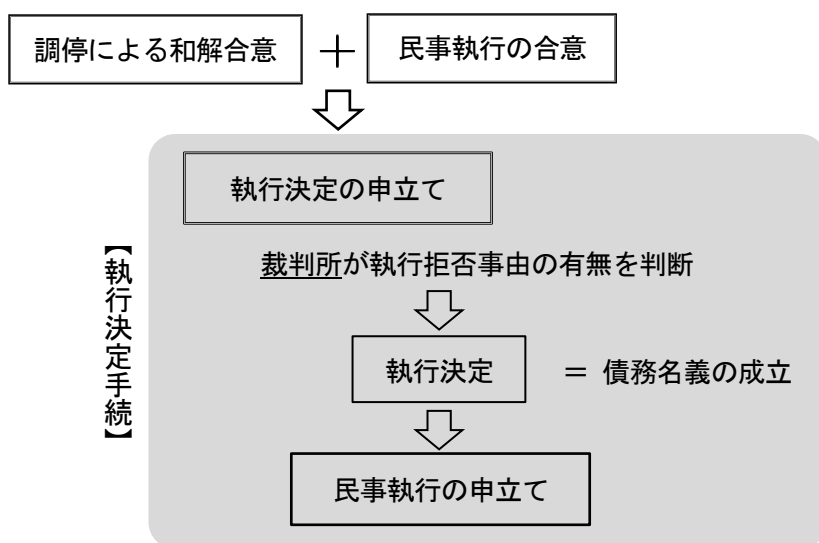 調停による和解合意
＋
民事執行の合意
執行決定の申立て
裁判所が執行拒否事由の有無を判断
【執行決定手続】
執行決定
＝ 債務名義の成立
民事執行の申立て